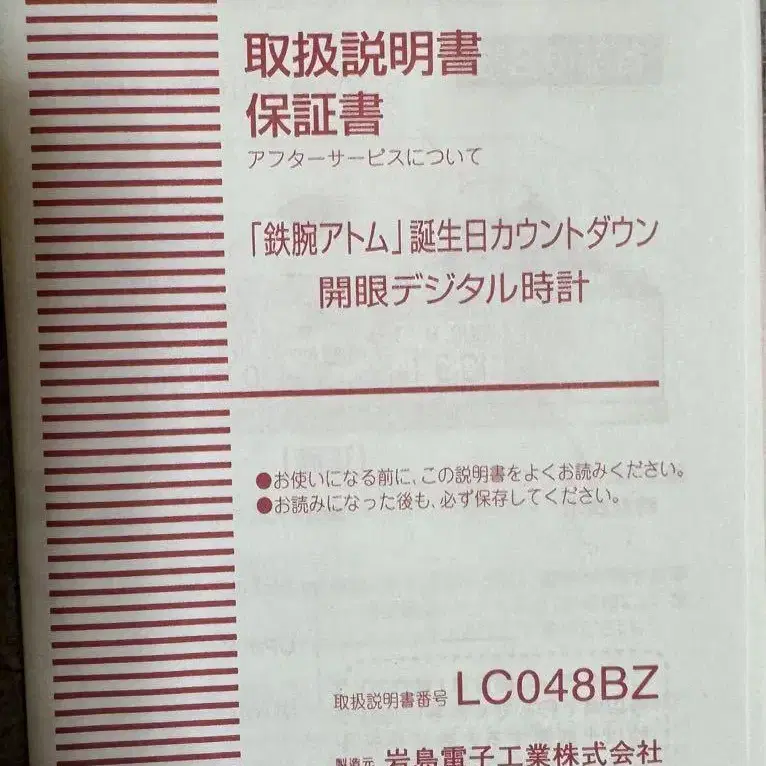 取扱説明書
保証書
アフターサービスについて
「鉄腕アトム」誕生日カウントダウン
開眼デジタル時計
●お使いになる前に、この説明書をよくお読みください。
●お読みになった後も、必ず保存してください。
取扱説明書番号 LC048BZ
製造元 岩島電子工業株式会社